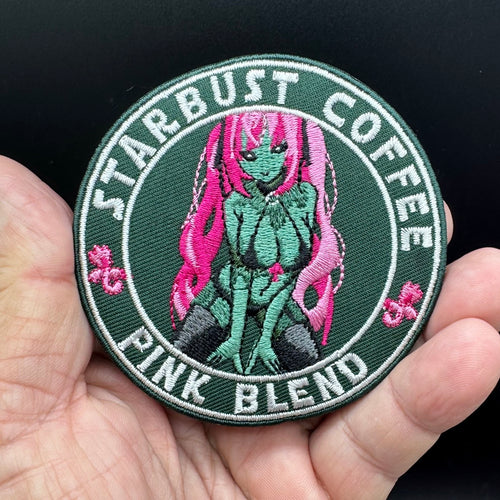 STARBUST COFFEE
PINK BLEND